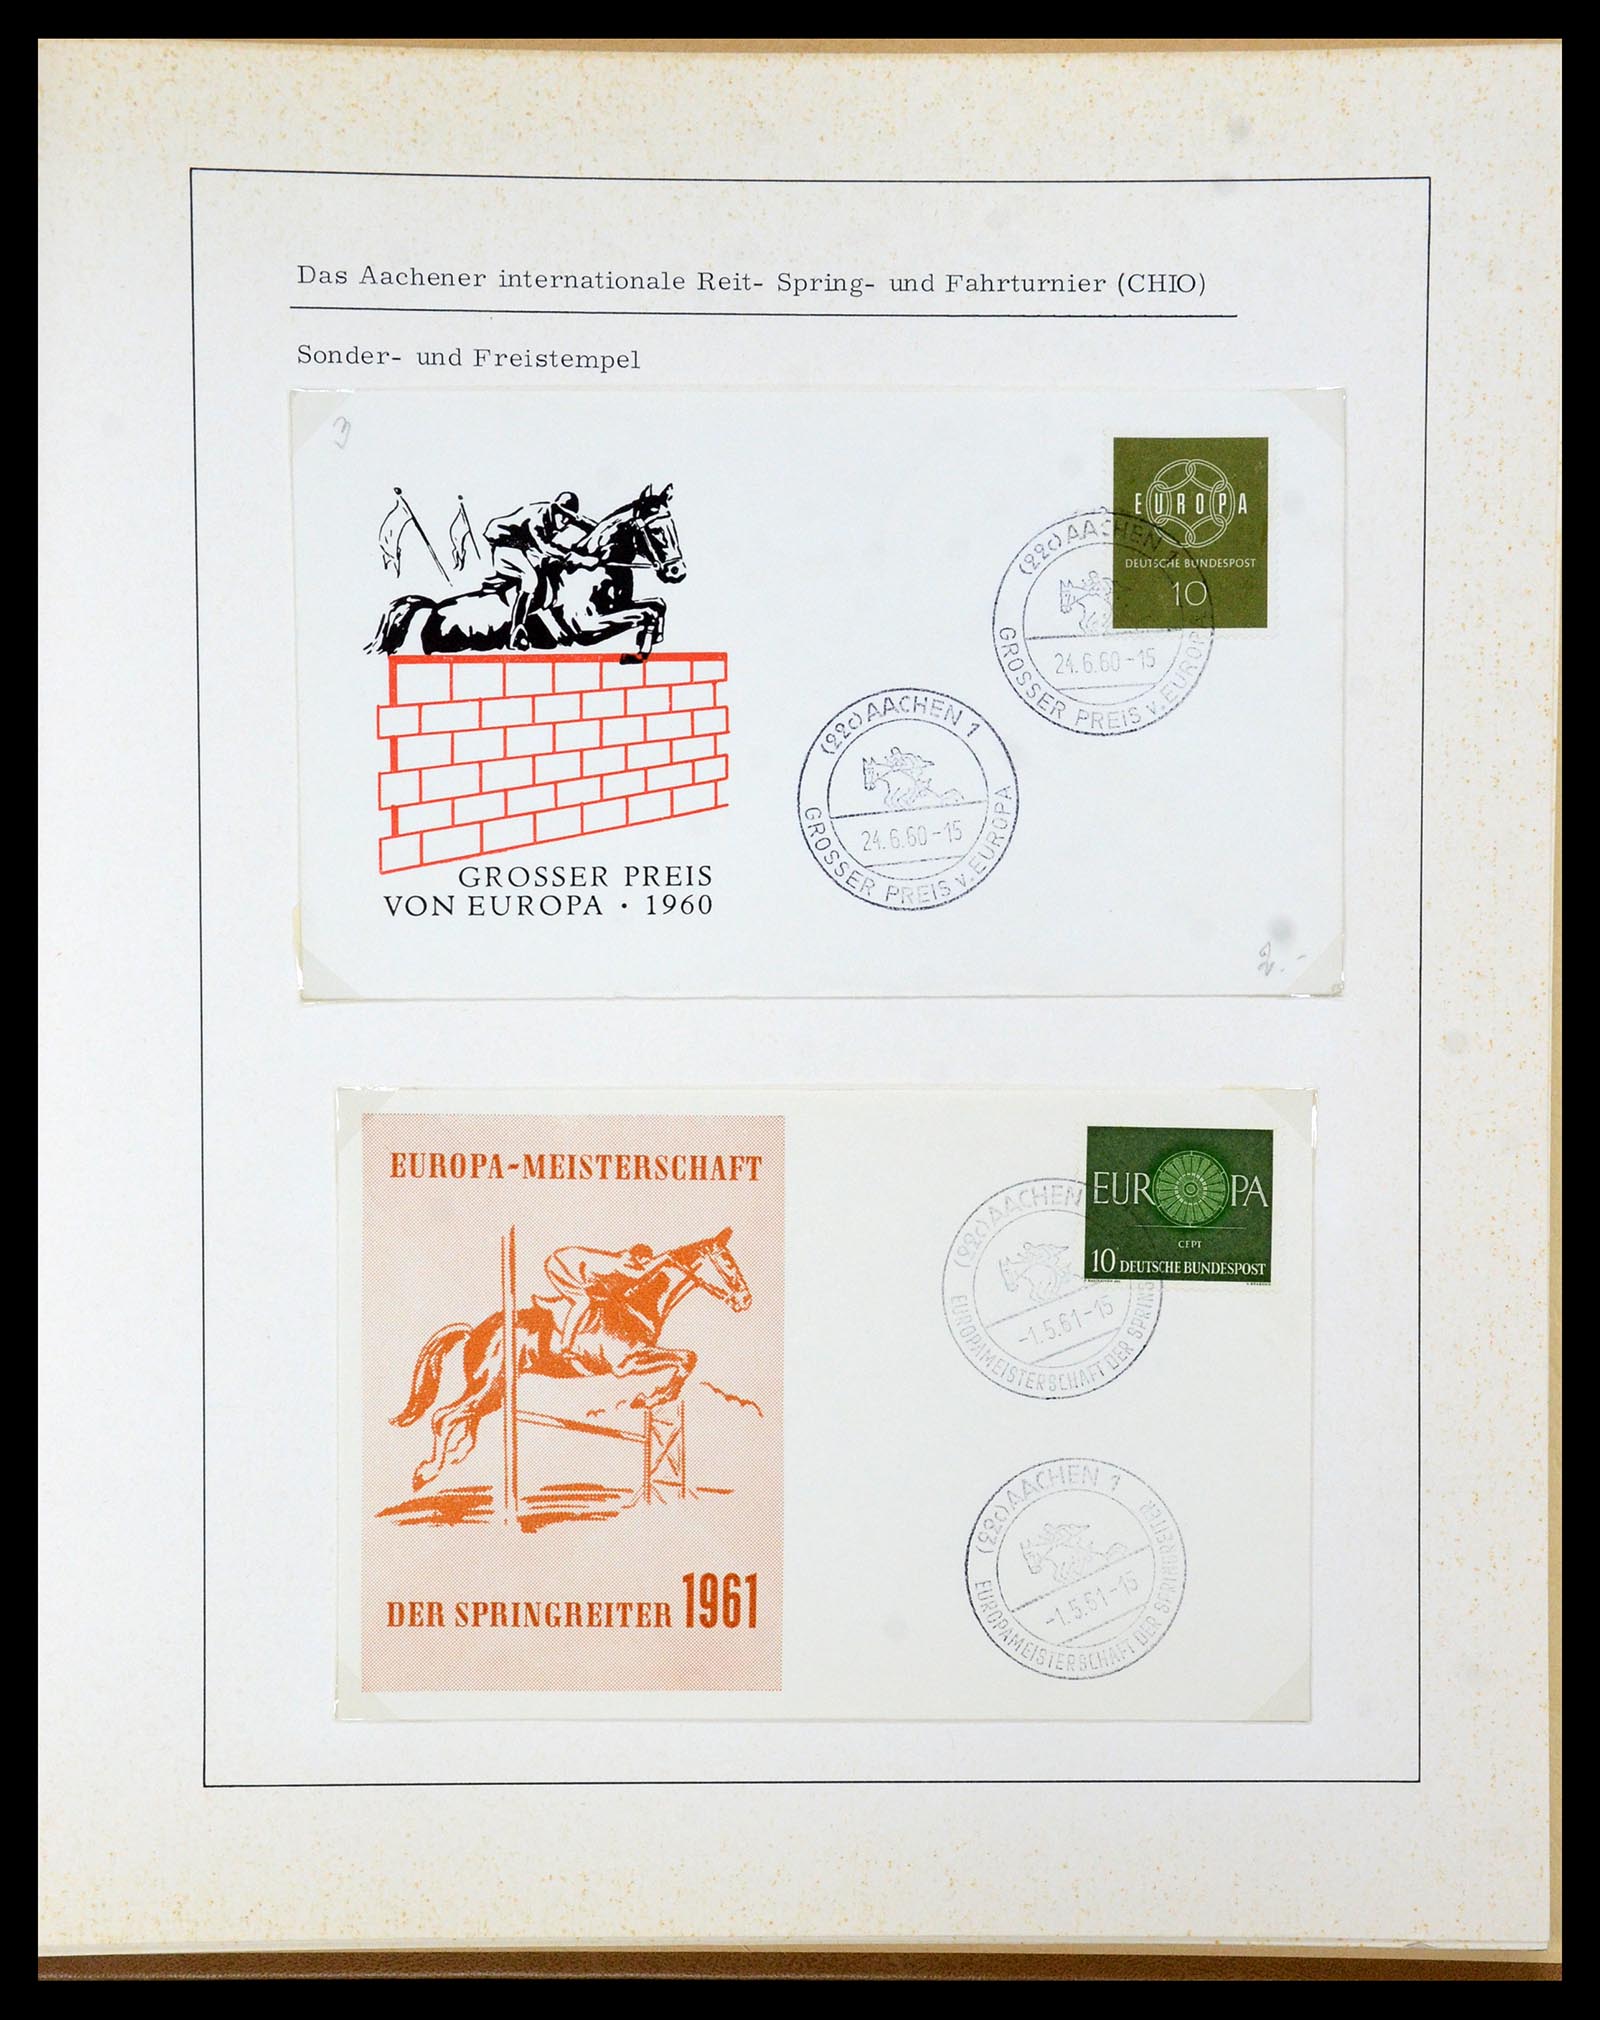 Das Aachener internationale Reit- Spring- und Fahrturnier (CHIO)
Sonder- und Freistempel
3
EUROPA
DEUTSCHE BUNDESPOST
10
(22c) AACHEN 1
24.6.60-15
GROSSER PREIS v. EUROPA
(22c) AACHEN 1
24.6.60-15
GROSSER PREIS v. EUROPA
GROSSER PREIS
VON EUROPA · 1960
2.-
EUROPA-MEISTERSCHAFT
DER SPRINGREITER 1961
EUROPA
CEPT
10 DEUTSCHE BUNDESPOST
(22c) AACHEN
-1.5.61-15
EUROPAMEISTERSCHAFT DER SPRING
(22c) AACHEN 1
-1.5.61-15
EUROPAMEISTERSCHAFT DER SPRINGREITER